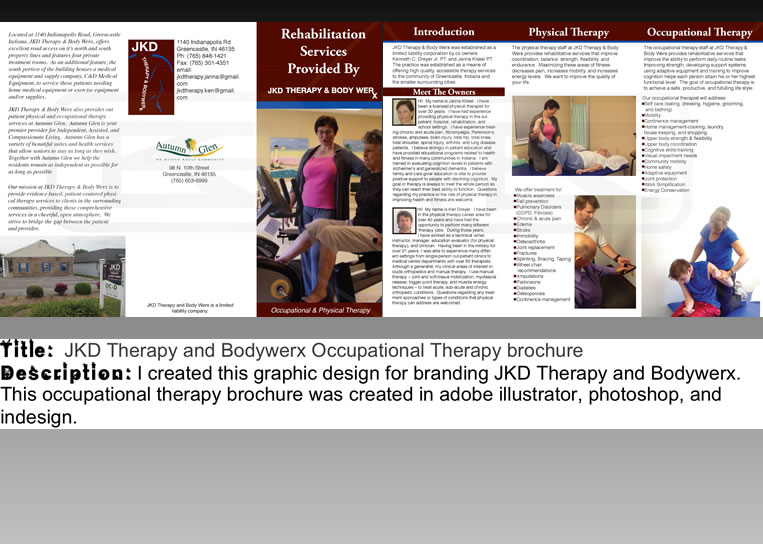 Located at 1140 Indianapolis Road, Greencastle
Indiana, JKD Therapy & Body Werx, offers
excellent road access on it's north and south
property lines and features four private
treatment rooms. As an additional feature, the
south portion of the building houses a medical
equipment and supply company, C&D Medical
Equipment, to service those patients needing
home medical equipment or exercise equipment
and/or supplies.
JKD Therapy & Body Werx also provides out
patient physical and occupational therapy
services at Autumn Glen. Autumn Glen is your
premier provider for Independent, Assisted, and
Compassionate Living. Autumn Glen has a
variety of beautiful suites and health services
that allow seniors to stay as long as they wish.
Together with Autumn Glen we help the
residents remain as independent as possible for
as long as possible
Our mission at JKD Therapy & Body Werx is to
provide evidence based, patient-centered physi-
cal therapy services to clients in the surrounding
communities, providing those comprehensive
services in a cheerful, open atmosphere. We
strive to bridge the gap between the patient
and provider.
JKD
THERAPY & BODYWERX
1140 Indianapolis Rd
Greencastle, IN 46135
Ph: (765) 848-1421
Fax: (765) 301-4351
email:
jkdtherapy.janna@gmail.
com
jkdtherapy.ken@gmail.
com
Autumn Glen
98 N. 10th Street
Greencastle, IN 46135
(765) 653-6999
JKD Therapy and Body Werx is a limited
liability company.
Rehabilitation
Services
Provided By
JKD THERAPY & BODY WERX
Occupational & Physical Therapy
Introduction
JKD Therapy & Body Werx was established as a
limited liability corporation by co owners
Kenneth C. Dreyer Jr. PT. and Janna Kissel PT.
The practice was established as a means of
offering high quality, accessible therapy services
to the community of Greencastle, Indiana and
the smaller surrounding cities.
Meet The Owners
Hi! My name is Janna Kissel. I have
been a licensed physical therapist for
over 30 years. I have had experience
providing physical therapy in the out
patient, hospital, rehabilitation, and
school settings. I have experience treat-
ing chronic and acute pain, fibromyalgia, Parkinson's,
strokes, amputees, brain injury, total hip, total knee,
total shoulder, spinal injury, arthritis, and lung disease
patients. I believe strongly in patient education and
have provided educational programs related to health
and fitness in many communities in Indiana. I am
trained in evaluating cognition levels in patients with
Alzheimer's and generalized dementia. I believe
family and care giver education is vital to provide
positive support to people with declining cognition. My
goal in therapy is always to treat the whole person so
they can reach their best ability to function. Questions
regarding my practice or the role of physical therapy in
improving health and fitness are welcome.
Hi! My name is Ken Dreyer. I have been
in the physical therapy career area for
over 40 years and have had the
opportunity to perform many different
therapy jobs. During those years,
I have worked as a technical writer,
instructor, manager, education evaluator (for physical
therapy), and clinician. Having been in the military for
over 21 years, I was able to experience many differ-
ent settings from single person out-patient clinics to
medical center departments with over 50 therapists.
Although a generalist, my clinical areas of interest in-
clude orthopedics and manual therapy. I use manual
therapy – joint and soft-tissue mobilization, myofascial
release, trigger-point therapy, and muscle energy
techniques – to treat acute, sub-acute and chronic
orthopedic conditions. Questions regarding any treat-
ment approaches or types of conditions that physical
therapy can address are welcomed.
Physical Therapy
The physical therapy staff at JKD Therapy & Body
Werx provides rehabilitative services that improve
coordination, balance, strength, flexibility, and
endurance. Maximizing these areas of fitness
decreases pain, increases mobility, and increases
energy levels. We want to improve the quality of
your life.
We offer treatment for
Muscle weakness
Fall prevention
Pulmonary Disorders
(COPD, Fibrosis)
Chronic & acute pain
Edema
Stroke
Immobility
Osteoarthritis
Joint replacement
Fractures
Splinting, Bracing, Taping
Wheel chair
recommendations
Amputations
Parkinsons
Diabetes
Osteoporosis
Continence management
Occupational Therapy
The occupational therapy staff at JKD Therapy &
Body Werx provides rehabilitative services that
improve the ability to perform daily routine tasks.
Improving strength, developing support systems,
using adaptive equipment and training to improve
cognition helps each person attain his or her highest
functional level. The goal of occupational therapy is
to achieve a safe, productive, and fulfilling life style.
Our occupational therapist will address:
Self care (eating, dressing, hygiene, grooming,
and bathing)
Mobility
Continence management
Home management-cooking, laundry,
house keeping, and shopping
Upper body strength & flexibility
Upper body coordination
Cognitive skills training
Visual impairment needs
Community mobility
Home safety
Adaptive equipment
Joint protection
Work Simplification
Energy Conservation
Title: JKD Therapy and Bodywerx Occupational Therapy brochure
Description: I created this graphic design for branding JKD Therapy and Bodywerx.
This occupational therapy brochure was created in adobe illustrator, photoshop, and
indesign.